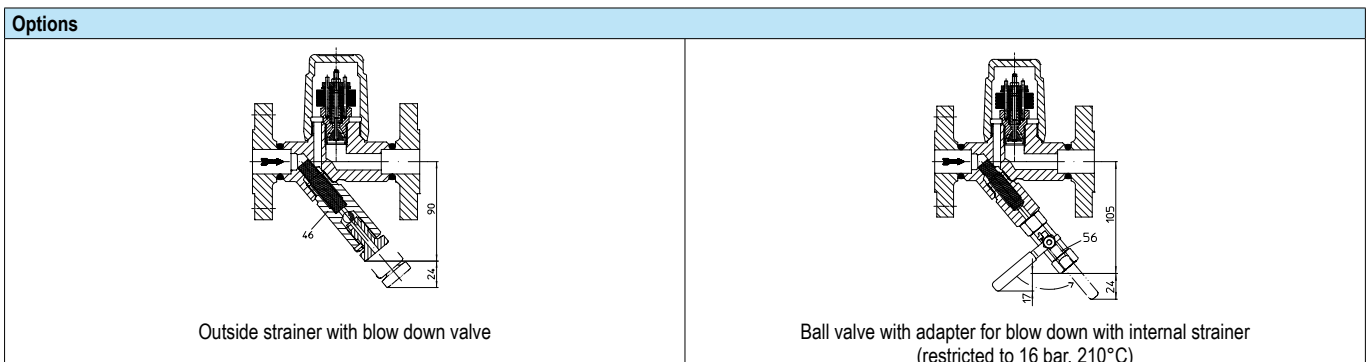 Options
46
90
24
Outside strainer with blow down valve
56
105
24
17
Ball valve with adapter for blow down with internal strainer
(restricted to 16 bar, 210°C)